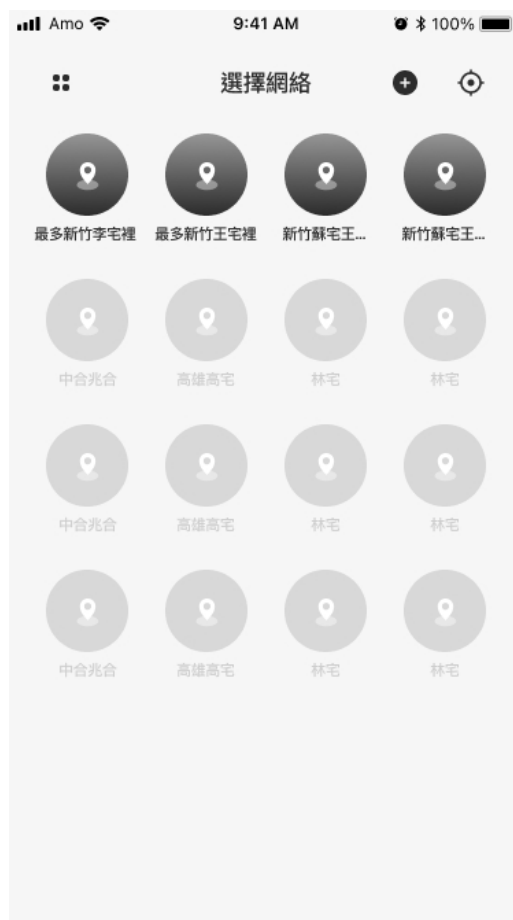 Amo 9:41 AM 100%
選擇網絡
最多新竹李宅裡 最多新竹王宅裡 新竹蘇宅王... 新竹蘇宅王...
中合兆合 高雄高宅 林宅 林宅
中合兆合 高雄高宅 林宅 林宅
中合兆合 高雄高宅 林宅 林宅